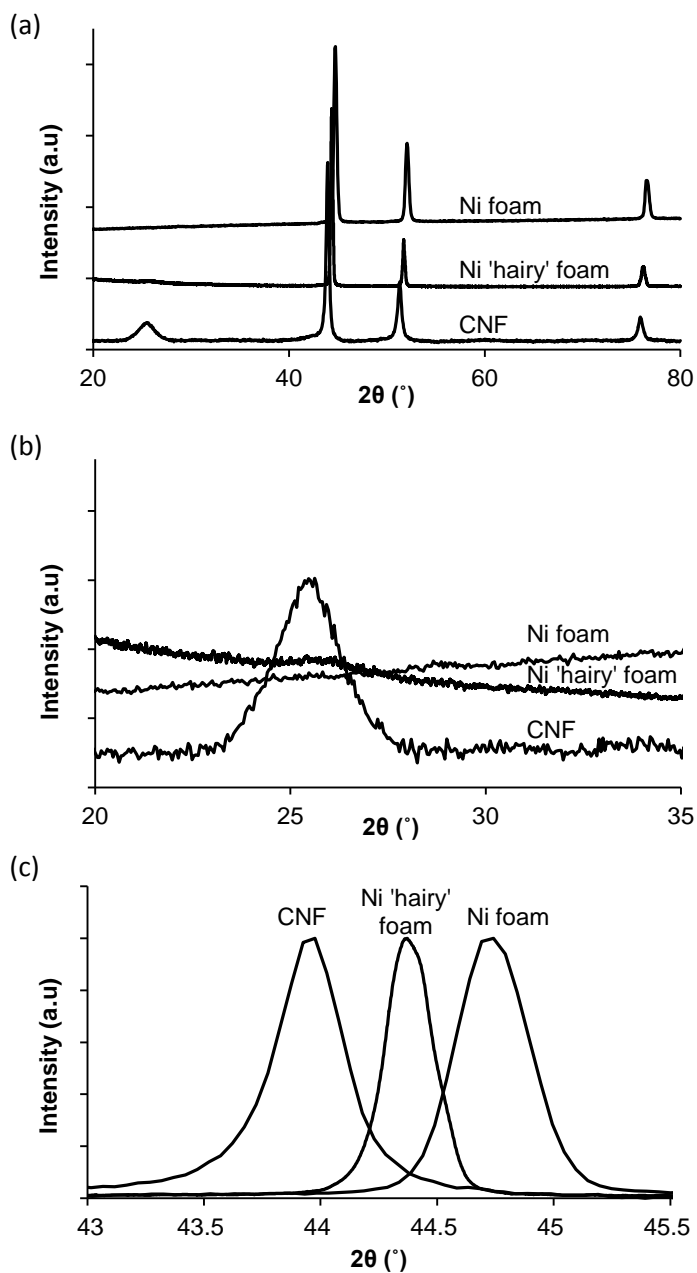 (a)
Intensity (a.u)
Ni foam
Ni 'hairy' foam
CNF
20 40 60 80
2θ (˚)
(b)
Intensity (a.u)
Ni foam
Ni 'hairy' foam
CNF
20 25 30 35
2θ (˚)
(c)
Intensity (a.u)
CNF
Ni 'hairy'
foam
Ni foam
43 43.5 44 44.5 45 45.5
2θ (˚)